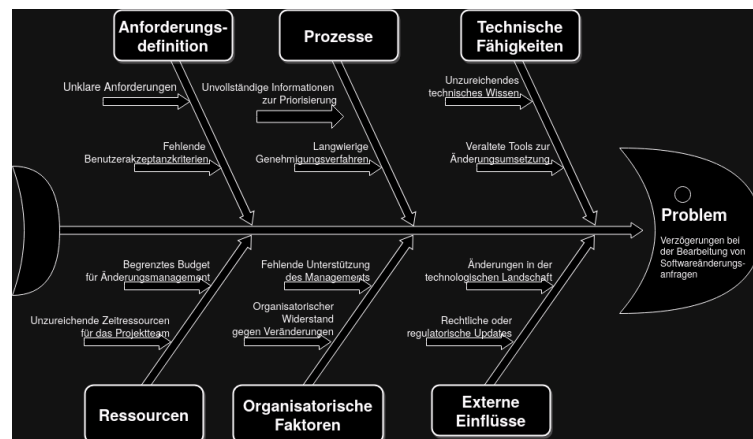 Anforderungs-
definition
Prozesse
Technische
Fähigkeiten
Unklare Anforderungen
Unvollständige Informationen
zur Priorisierung
Unzureichendes
technisches Wissen
Fehlende
Benutzerakzeptanzkriterien
Langwierige
Genehmigungsverfahren
Veraltete Tools zur
Änderungsumsetzung
Problem
Verzögerungen bei
der Bearbeitung von
Softwareänderungs-
anfragen
Begrenztes Budget
für Änderungsmanagement
Fehlende Unterstützung
des Managements
Änderungen in der
technologischen Landschaft
Unzureichende Zeitressourcen
für das Projektteam
Organisatorischer
Widerstand
gegen Veränderungen
Rechtliche oder
regulatorische Updates
Ressourcen
Organisatorische
Faktoren
Externe
Einflüsse